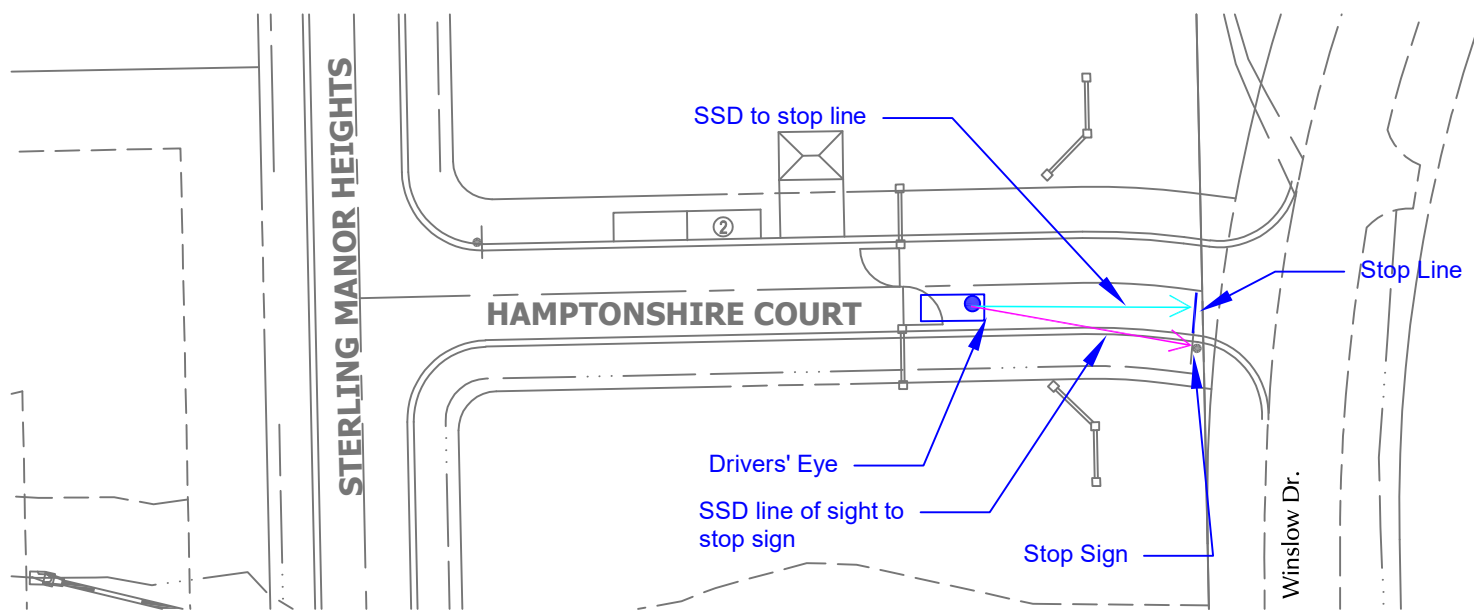 STERLING MANOR HEIGHTS
SSD to stop line
2
Stop Line
HAMPTONSHIRE COURT
Drivers' Eye
SSD line of sight to
stop sign
Stop Sign
Winslow Dr.